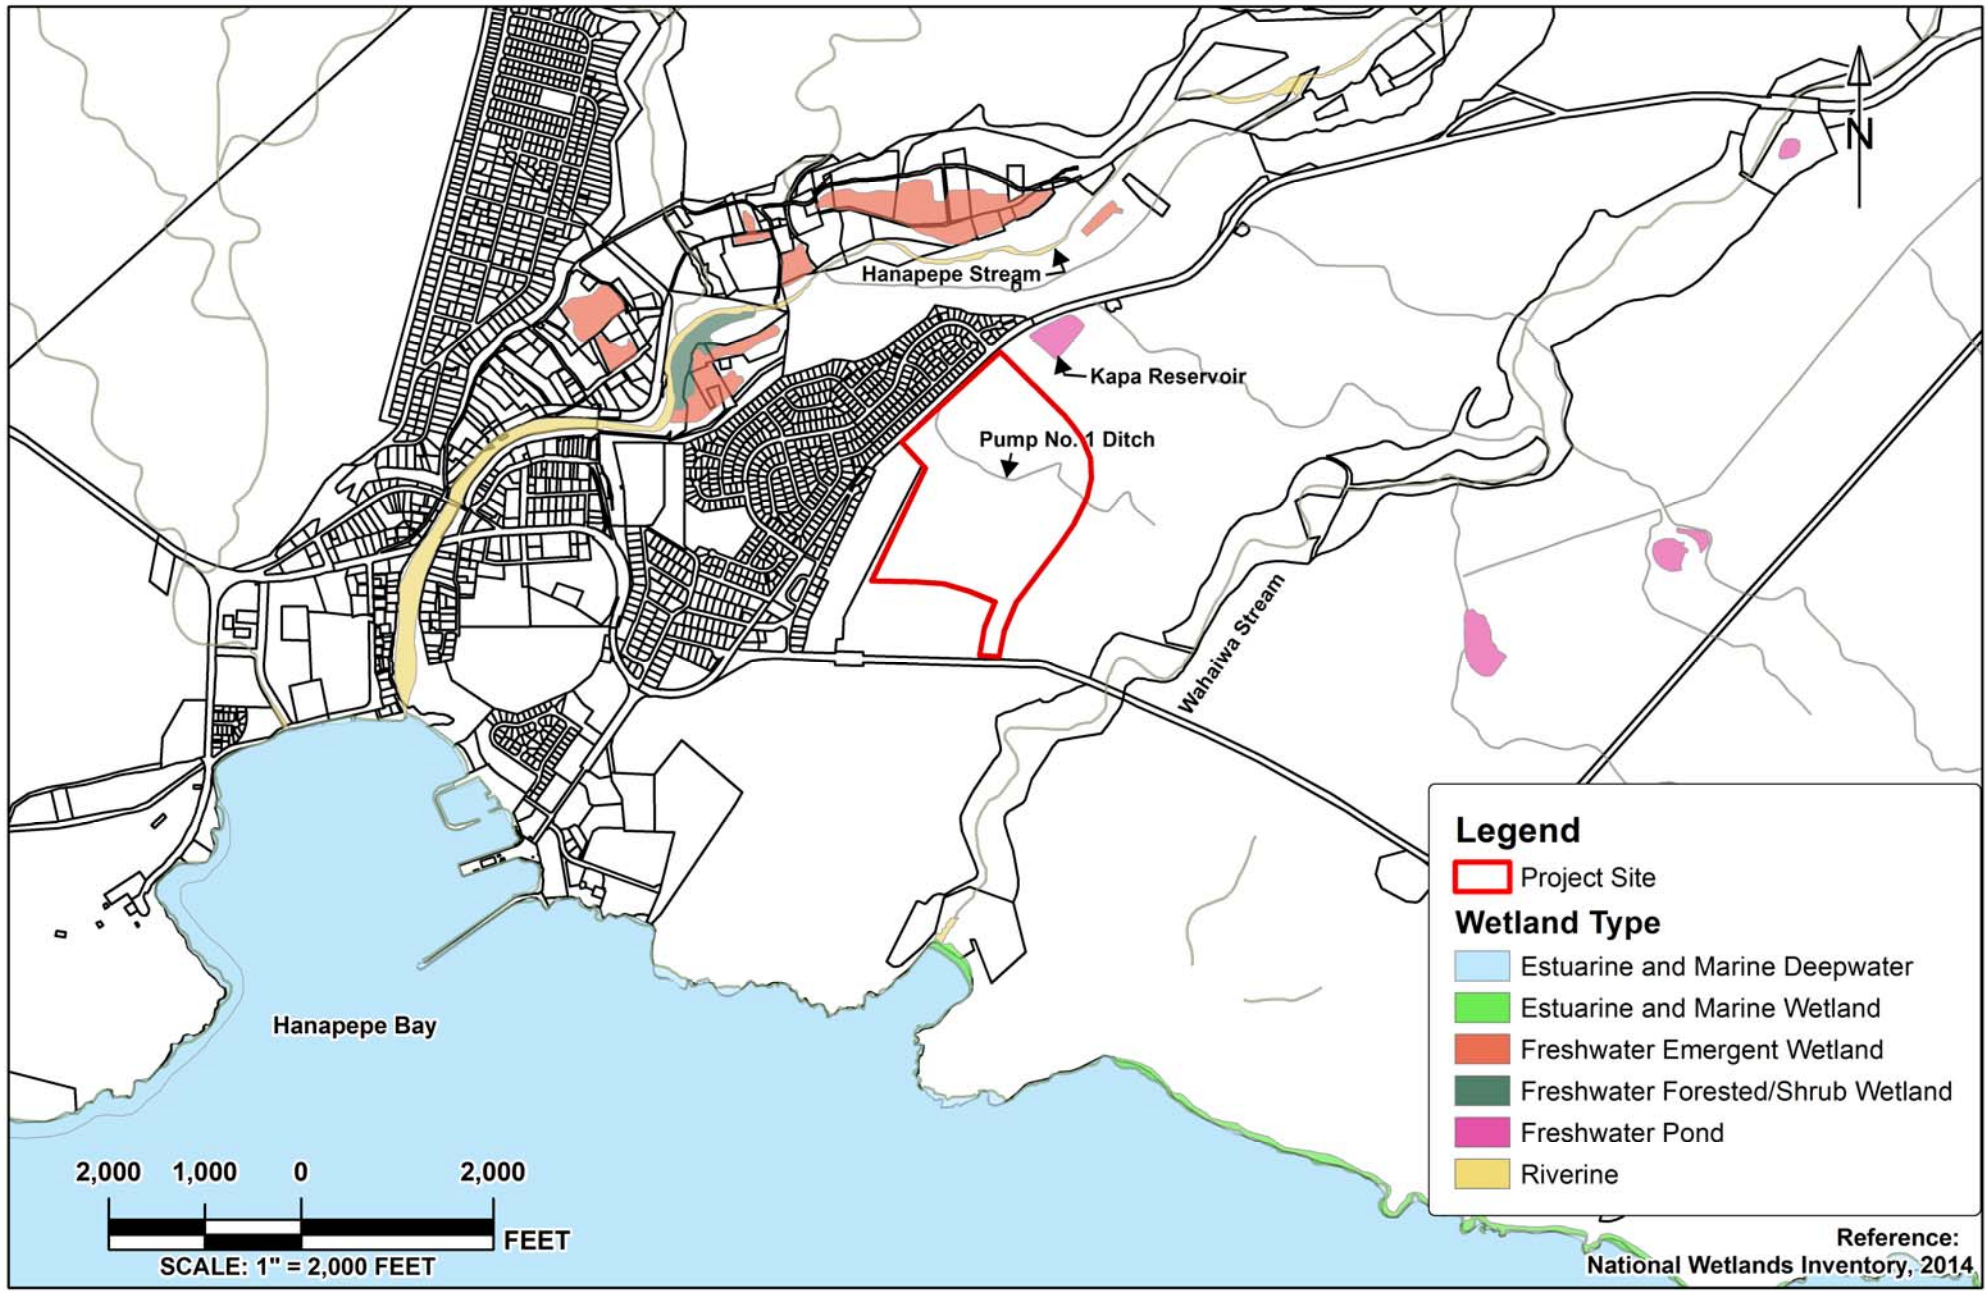 N
Hanapepe Stream
Kapa Reservoir
Pump No. 1 Ditch
Wahaiwa Stream
Hanapepe Bay
Legend
Project Site
Wetland Type
Estuarine and Marine Deepwater
Estuarine and Marine Wetland
Freshwater Emergent Wetland
Freshwater Forested/Shrub Wetland
Freshwater Pond
Riverine
2,000 1,000 0 2,000
FEET
SCALE: 1" = 2,000 FEET
Reference:
National Wetlands Inventory, 2014